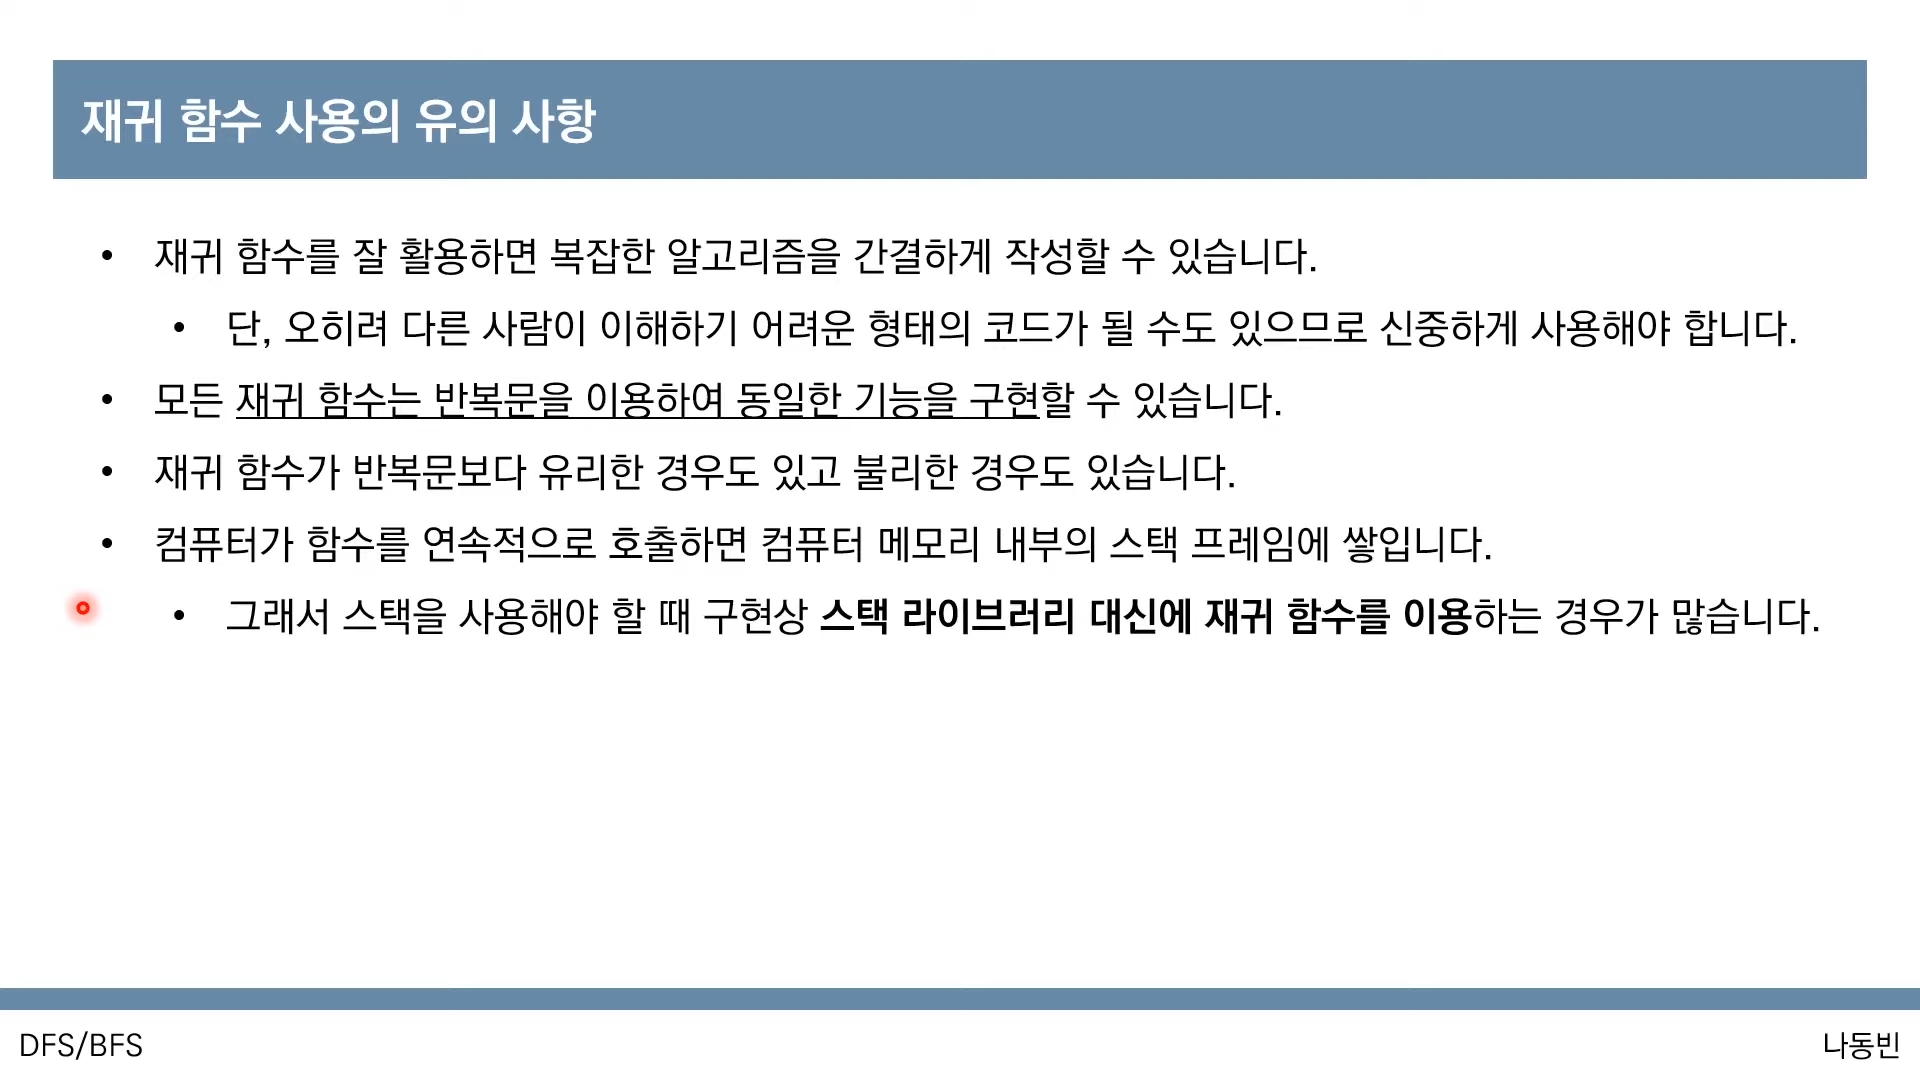 재귀 함수 사용의 유의 사항
• 재귀 함수를 잘 활용하면 복잡한 알고리즘을 간결하게 작성할 수 있습니다.
• 단, 오히려 다른 사람이 이해하기 어려운 형태의 코드가 될 수도 있으므로 신중하게 사용해야 합니다.
• 모든 재귀 함수는 반복문을 이용하여 동일한 기능을 구현할 수 있습니다.
• 재귀 함수가 반복문보다 유리한 경우도 있고 불리한 경우도 있습니다.
• 컴퓨터가 함수를 연속적으로 호출하면 컴퓨터 메모리 내부의 스택 프레임에 쌓입니다.
• 그래서 스택을 사용해야 할 때 구현상 스택 라이브러리 대신에 재귀 함수를 이용하는 경우가 많습니다.
DFS/BFS
나동빈